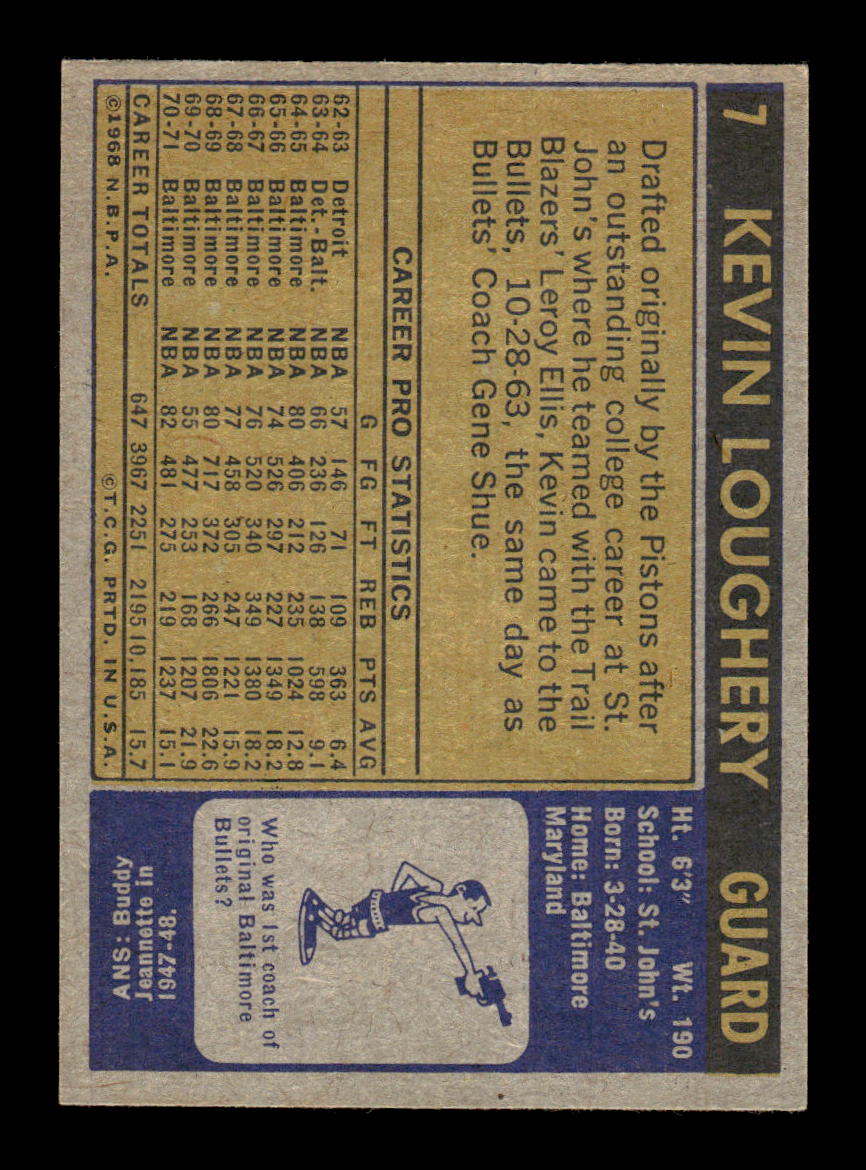 7 KEVIN LOUGHERY GUARD
Drafted originally by the Pistons after
an outstanding college career at St.
John's where he teamed with the Trail
Blazers' Leroy Ellis, Kevin came to the
Bullets, 10-28-63, the same day as
Bullets' Coach Gene Shue.
CAREER PRO STATISTICS
G FG FT REB PTS AVG
62-63 Detroit NBA 57 146 71 109 363 6.4
63-64 Det.-Balt. NBA 66 236 126 138 598 9.1
64-65 Baltimore NBA 80 406 212 235 1024 12.8
65-66 Baltimore NBA 74 526 297 227 1349 18.2
66-67 Baltimore NBA 76 520 340 349 1380 18.2
67-68 Baltimore NBA 77 458 305 247 1221 15.9
68-69 Baltimore NBA 80 717 372 266 1806 22.6
69-70 Baltimore NBA 55 477 253 168 1207 21.9
70-71 Baltimore NBA 82 481 275 219 1237 15.1
CAREER TOTALS 647 3967 2251 2195 10,185 15.7
©1968 N.B.P.A. ©T.C.G. PRTD. IN U.S.A.
Ht. 6'3" Wt. 190
School: St. John's
Born: 3-28-40
Home: Baltimore
Maryland
Who was 1st coach of
original Baltimore
Bullets?
ANS: Buddy
Jeannette in
1947-48.